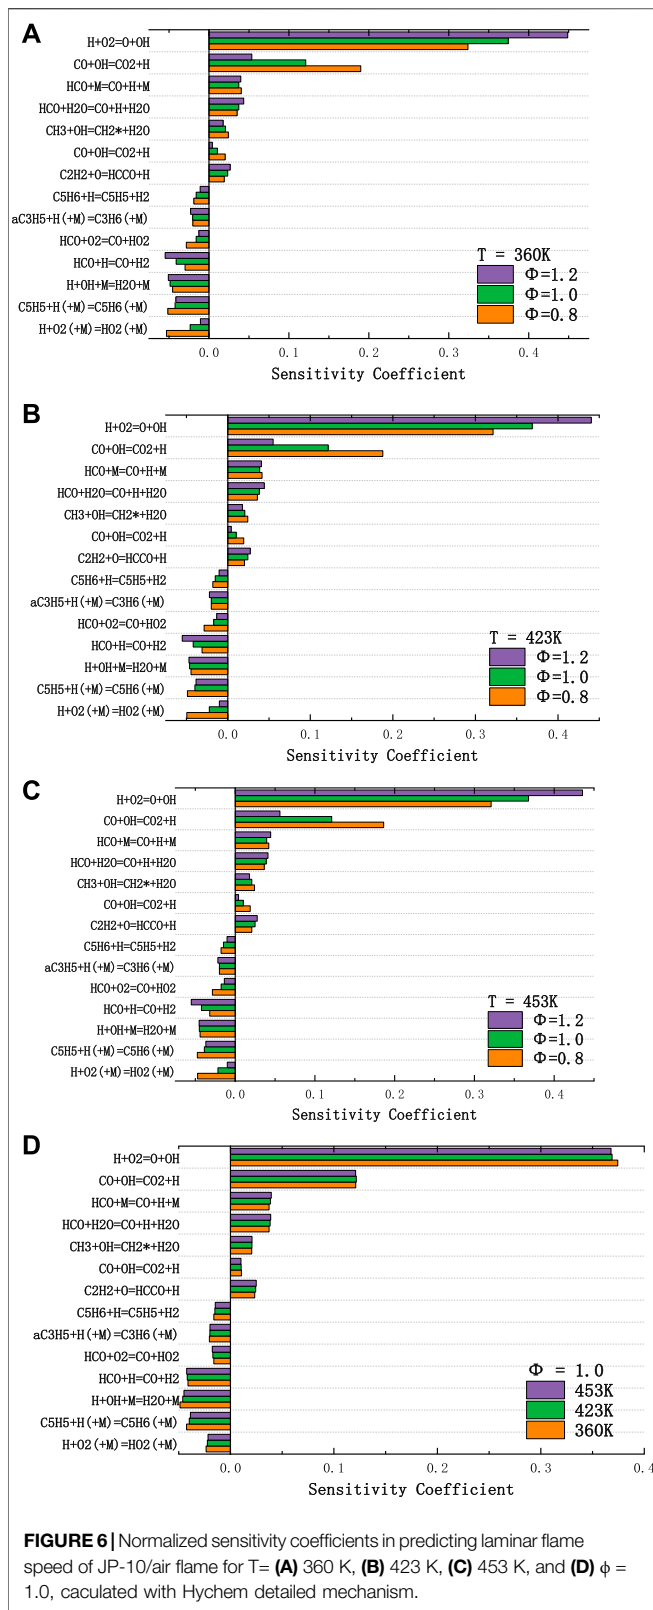 A
H+O2=O+OH
CO+OH=CO2+H
HCO+M=CO+H+M
HCO+H2O=CO+H+H2O
CH3+OH=CH2*+H2O
CO+OH=CO2+H
C2H2+O=HCCO+H
C5H6+H=C5H5+H2
aC3H5+H(+M)=C3H6(+M)
HCO+O2=CO+HO2
HCO+H=CO+H2
H+OH+M=H2O+M
C5H5+H(+M)=C5H6(+M)
H+O2(+M)=HO2(+M)
T = 360K
Φ=1.2
Φ=1.0
Φ=0.8
0.0 0.1 0.2 0.3 0.4
Sensitivity Coefficient
B
H+O2=O+OH
CO+OH=CO2+H
HCO+M=CO+H+M
HCO+H2O=CO+H+H2O
CH3+OH=CH2*+H2O
CO+OH=CO2+H
C2H2+O=HCCO+H
C5H6+H=C5H5+H2
aC3H5+H(+M)=C3H6(+M)
HCO+O2=CO+HO2
HCO+H=CO+H2
H+OH+M=H2O+M
C5H5+H(+M)=C5H6(+M)
H+O2(+M)=HO2(+M)
T = 423K
Φ=1.2
Φ=1.0
Φ=0.8
0.0 0.1 0.2 0.3 0.4
Sensitivity Coefficient
C
H+O2=O+OH
CO+OH=CO2+H
HCO+M=CO+H+M
HCO+H2O=CO+H+H2O
CH3+OH=CH2*+H2O
CO+OH=CO2+H
C2H2+O=HCCO+H
C5H6+H=C5H5+H2
aC3H5+H(+M)=C3H6(+M)
HCO+O2=CO+HO2
HCO+H=CO+H2
H+OH+M=H2O+M
C5H5+H(+M)=C5H6(+M)
H+O2(+M)=HO2(+M)
T = 453K
Φ=1.2
Φ=1.0
Φ=0.8
0.0 0.1 0.2 0.3 0.4
Sensitivity Coefficient
D
H+O2=O+OH
CO+OH=CO2+H
HCO+M=CO+H+M
HCO+H2O=CO+H+H2O
CH3+OH=CH2*+H2O
CO+OH=CO2+H
C2H2+O=HCCO+H
C5H6+H=C5H5+H2
aC3H5+H(+M)=C3H6(+M)
HCO+O2=CO+HO2
HCO+H=CO+H2
H+OH+M=H2O+M
C5H5+H(+M)=C5H6(+M)
H+O2(+M)=HO2(+M)
Φ = 1.0
453K
423K
360K
0.0 0.1 0.2 0.3 0.4
Sensitivity Coefficient
FIGURE 6 | Normalized sensitivity coefficients in predicting laminar flame
speed of JP-10/air flame for T= (A) 360 K, (B) 423 K, (C) 453 K, and (D) ϕ =
1.0, caculated with Hychem detailed mechanism.